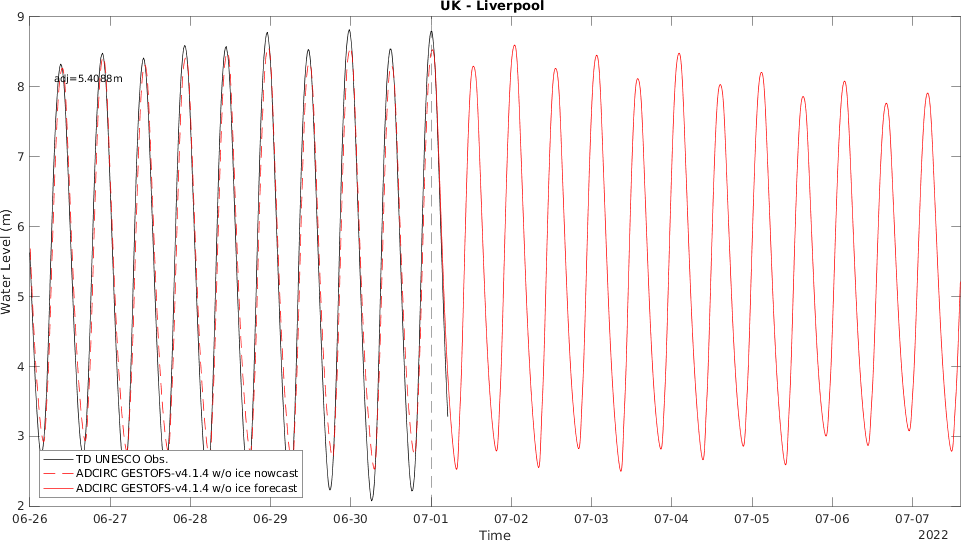 UK - Liverpool
9
8
7
6
5
4
3
2
Water Level (m)
adj=5.4088m
TD UNESCO Obs.
ADCIRC GESTOFS-v4.1.4 w/o ice nowcast
ADCIRC GESTOFS-v4.1.4 w/o ice forecast
06-26 06-27 06-28 06-29 06-30 07-01 07-02 07-03 07-04 07-05 07-06 07-07
Time
2022